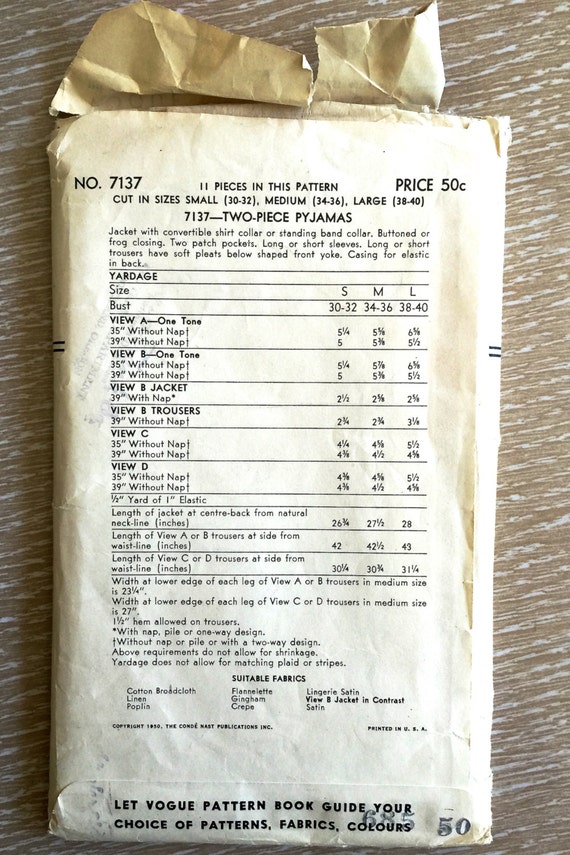 NO. 7137 11 PIECES IN THIS PATTERN PRICE 50c
CUT IN SIZES SMALL (30-32), MEDIUM (34-36), LARGE (38-40)
7137—TWO-PIECE PYJAMAS
Jacket with convertible shirt collar or standing band collar. Buttoned or
frog closing. Two patch pockets. Long or short sleeves. Long or short
trousers have soft pleats below shaped front yoke. Casing for elastic
in back.
YARDAGE
Size S M L
Bust 30-32 34-36 38-40
VIEW A—One Tone
35" Without Nap† 5¼ 5⅝ 6⅝
39" Without Nap† 5 5⅜ 5½
VIEW B—One Tone
35" Without Nap† 5¼ 5⅞ 6⅝
39" Without Nap† 5 5⅜ 5½
VIEW B JACKET
39" With Nap* 2½ 2⅝ 2⅝
VIEW B TROUSERS
39" Without Nap† 2¾ 2¾ 3⅛
VIEW C
35" Without Nap† 4¼ 4⅝ 5½
39" Without Nap† 4⅜ 4½ 4⅝
VIEW D
35" Without Nap† 4⅜ 4⅝ 5½
39" Without Nap† 4⅜ 4½ 4⅝
½" Yard of 1" Elastic
Length of jacket at centre-back from natural
neck-line (inches) 26¾ 27½ 28
Length of View A or B trousers at side from
waist-line (inches) 42 42½ 43
Length of View C or D trousers at side from
waist-line (inches) 30¼ 30¾ 31¼
Width at lower edge of each leg of View A or B trousers in medium size
is 23¼".
Width at lower edge of each leg of View C or D trousers in medium size
is 27".
1½" hem allowed on trousers.
*With nap, pile or one-way design.
†Without nap or pile or with a two-way design.
Above requirements do not allow for shrinkage.
Yardage does not allow for matching plaid or stripes.
SUITABLE FABRICS
Cotton Broadcloth Flannelette Lingerie Satin
Linen Gingham View B Jacket in Contrast
Poplin Crepe Satin
COPYRIGHT 1950, THE CONDÉ NAST PUBLICATIONS INC. PRINTED IN U. S. A.
LET VOGUE PATTERN BOOK GUIDE YOUR
CHOICE OF PATTERNS, FABRICS, COLOURS
685 50